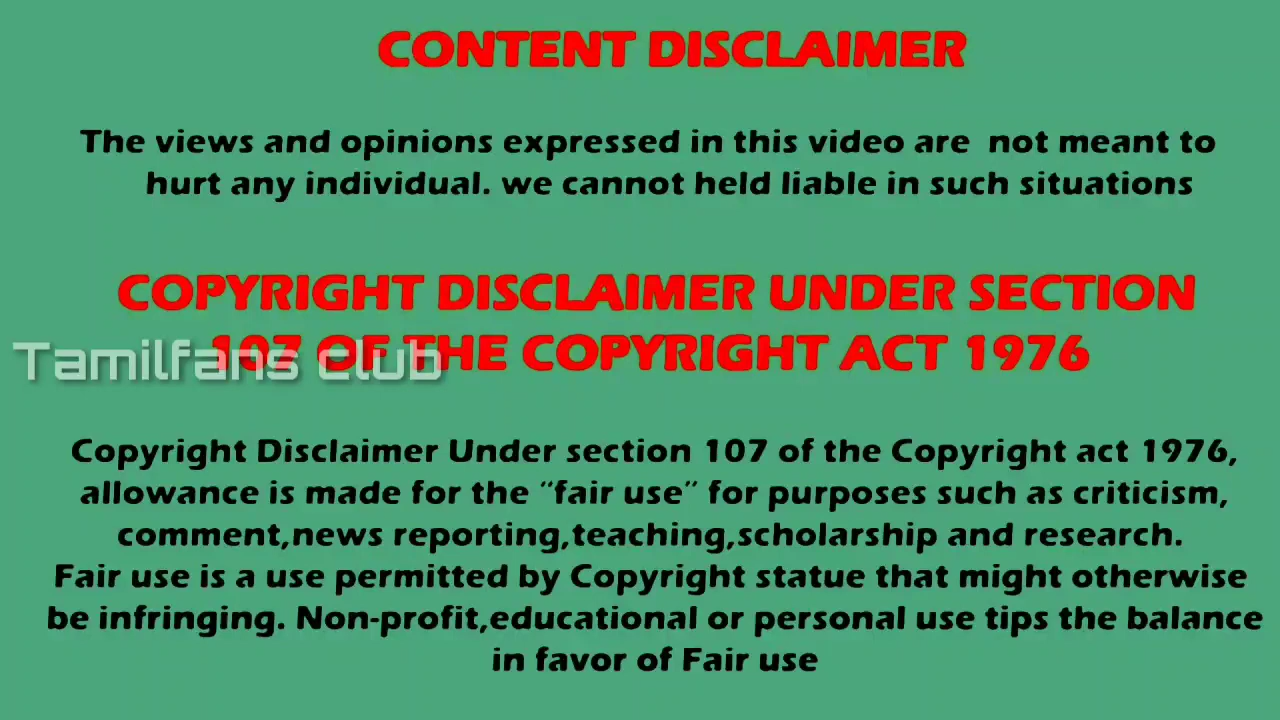 CONTENT DISCLAIMER
The views and opinions expressed in this video are not meant to
hurt any individual. we cannot held liable in such situations
COPYRIGHT DISCLAIMER UNDER SECTION
107 OF THE COPYRIGHT ACT 1976
Tamilfans club
Copyright Disclaimer Under section 107 of the Copyright act 1976,
allowance is made for the "fair use" for purposes such as criticism,
comment,news reporting,teaching,scholarship and research.
Fair use is a use permitted by Copyright statue that might otherwise
be infringing. Non-profit,educational or personal use tips the balance
in favor of Fair use